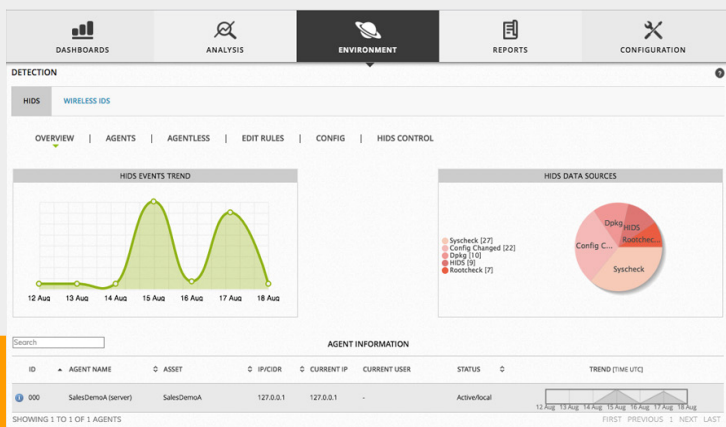 DASHBOARDS ANALYSIS ENVIRONMENT REPORTS CONFIGURATION
DETECTION ?
HIDS WIRELESS IDS
OVERVIEW | AGENTS | AGENTLESS | EDIT RULES | CONFIG | HIDS CONTROL
HIDS EVENTS TREND
12 Aug 13 Aug 14 Aug 15 Aug 16 Aug 17 Aug 18 Aug
HIDS DATA SOURCES
Syscheck [27]
Config Changed [22]
Dpkg [10]
HIDS [9]
Rootcheck [7]
Dpkg HIDS
Config C... Rootchec...
Syscheck
Search AGENT INFORMATION
ID AGENT NAME ASSET IP/CIDR CURRENT IP CURRENT USER STATUS TREND [TIME UTC]
000 SalesDemoA (server) SalesDemoA 127.0.0.1 127.0.0.1 - Active/local
12 Aug 13 Aug 14 Aug 15 Aug 16 Aug 17 Aug 18 Aug
SHOWING 1 TO 1 OF 1 AGENTS FIRST PREVIOUS 1 NEXT LAST